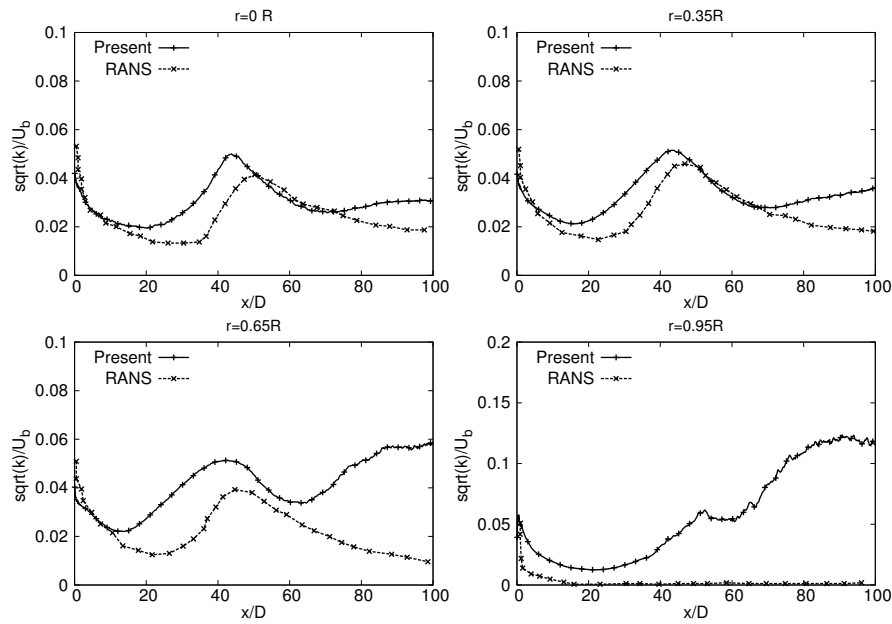 r=0 R
0.1
0.08
0.06
0.04
0.02
0
sqrt(k)/U_b
Present
RANS
0 20 40 60 80 100
x/D
r=0.35R
0.1
0.08
0.06
0.04
0.02
0
sqrt(k)/U_b
Present
RANS
0 20 40 60 80 100
x/D
r=0.65R
0.1
0.08
0.06
0.04
0.02
0
sqrt(k)/U_b
Present
RANS
0 20 40 60 80 100
x/D
r=0.95R
0.2
0.15
0.1
0.05
0
sqrt(k)/U_b
Present
RANS
0 20 40 60 80 100
x/D